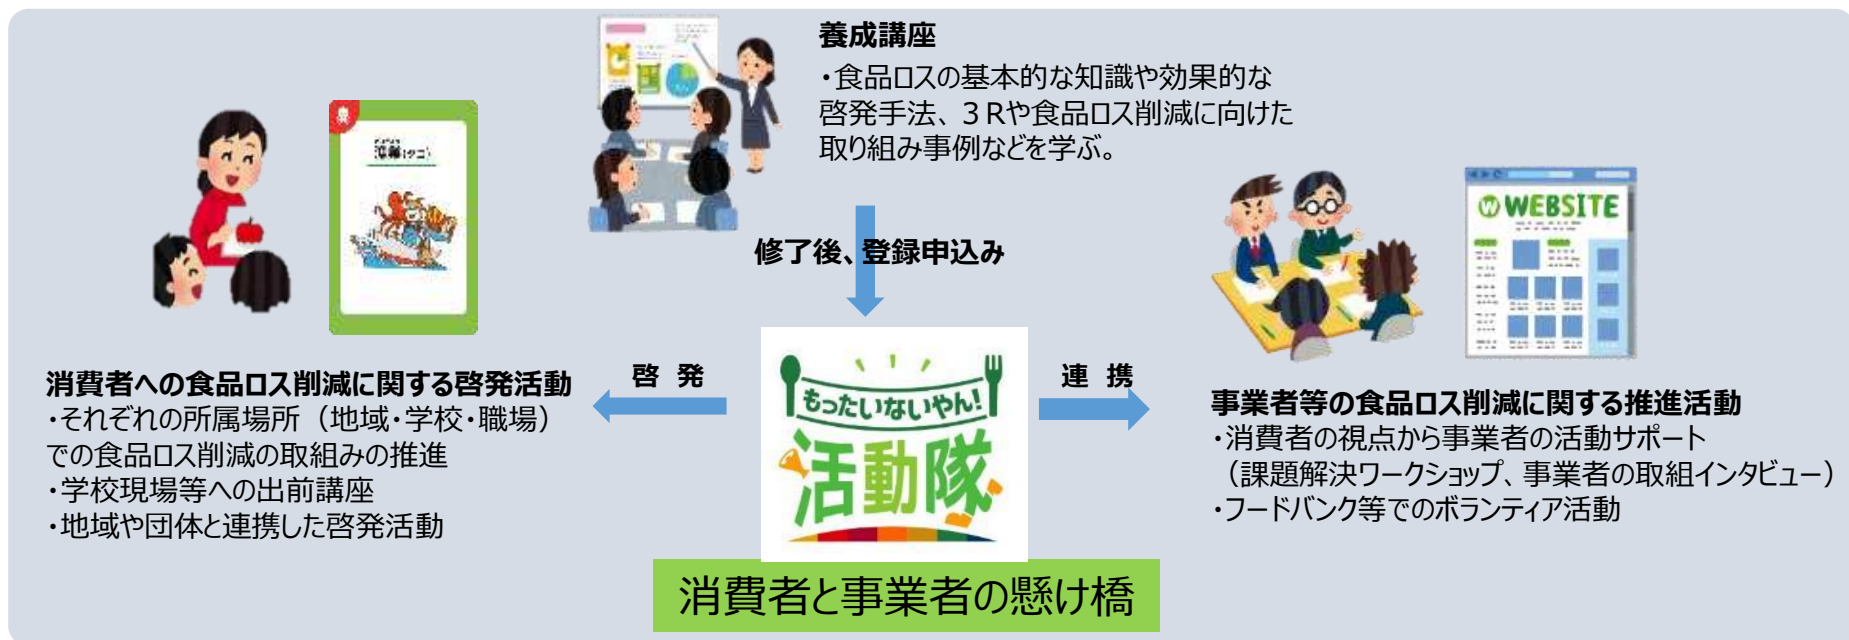 養成講座
・食品ロスの基本的な知識や効果的な
啓発手法、３Rや食品ロス削減に向けた
取り組み事例などを学ぶ。
修了後、登録申込み
消費者への食品ロス削減に関する啓発活動
・それぞれの所属場所（地域・学校・職場）
での食品ロス削減の取組みの推進
・学校現場等への出前講座
・地域や団体と連携した啓発活動
啓 発
もったいないやん!
活動隊
連 携
W WEBSITE
事業者等の食品ロス削減に関する推進活動
・消費者の視点から事業者の活動サポート
（課題解決ワークショップ、事業者の取組インタビュー）
・フードバンク等でのボランティア活動
消費者と事業者の懸け橋